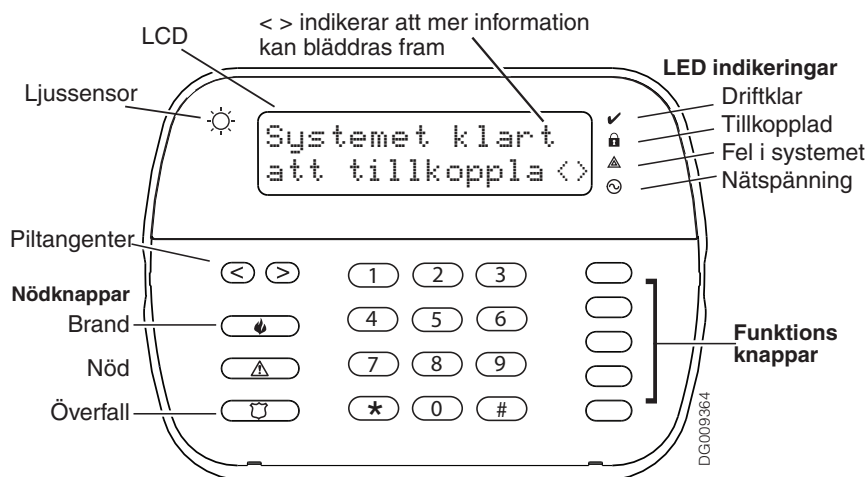 < > indikerar att mer information
kan bläddras fram
LCD
LED indikeringar
Ljussensor
Driftklar
Tillkopplad
Fel i systemet
Nätspänning
Systemet klart
att tillkoppla <>
Piltangenter
< >
1 2 3
Nödknappar
Brand
4 5 6
Funktions
knappar
Nöd
7 8 9
Överfall
* 0 #
DG009364